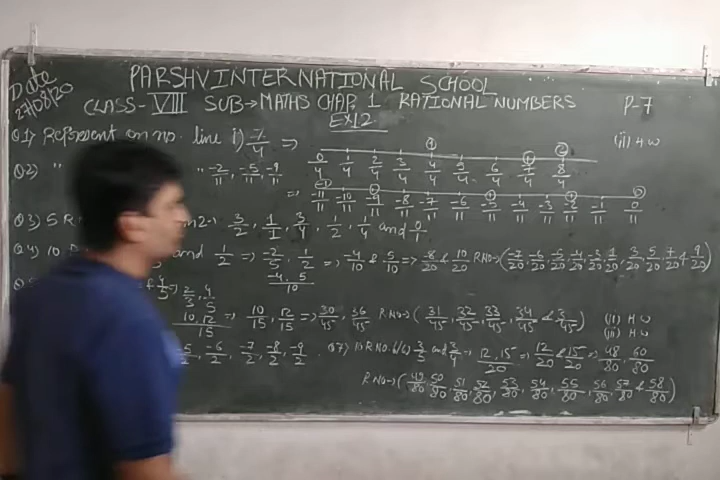 Date 27/08/20
PARSHV INTERNATIONAL SCHOOL
CLASS-VIII SUB→MATHS CHAP 1 RATIONAL NUMBERS P-7
EX1.2
Q1> Represent on no. line i) 7/4 ⇒ 0/4 1/4 2/4 3/4 4/4 5/4 6/4 7/4 8/4 (ii) H W
Q2> " " -2/11, -5/11, -9/11 ⇒ -11/11 -10/11 -9/11 -8/11 -7/11 -6/11 -5/11 -4/11 -3/11 -2/11 -1/11 0/11
Q3> 5 R 2⇒ 3/2, 1/1, 3/4, 1/2, 1/4 and 0/1
Q4> 10 and 1/2 ⇒ -2/5, 1/2 ⇒ -4/10 & 5/10 ⇒ -8/20 & 10/20 RNO→(-7/20, -6/20, -5/20, -4/20, -3/20, 1/20, 3/20, 5/20, 7/20 & 9/20)
-4, 5/10
4/5⇒ 2/3, 4/5
10, 12/15 ⇒ 10/15, 12/15 ⇒ 30/45, 36/45 RNO→(31/45, 32/45, 33/45, 34/45 & 3/45) (ii) H W
(iii) H W
-6/2, -7/2, -8/2, -9/2. Q7> 10 R NO. b/w 3/5 and 3/4 ⇒ 12, 15/20 ⇒ 12/20 & 15/20 ⇒ 48/80, 60/80
RNO→(49/80, 50/80, 51/80, 52/80, 53/80, 54/80, 55/80, 56/80, 57/80 & 58/80)